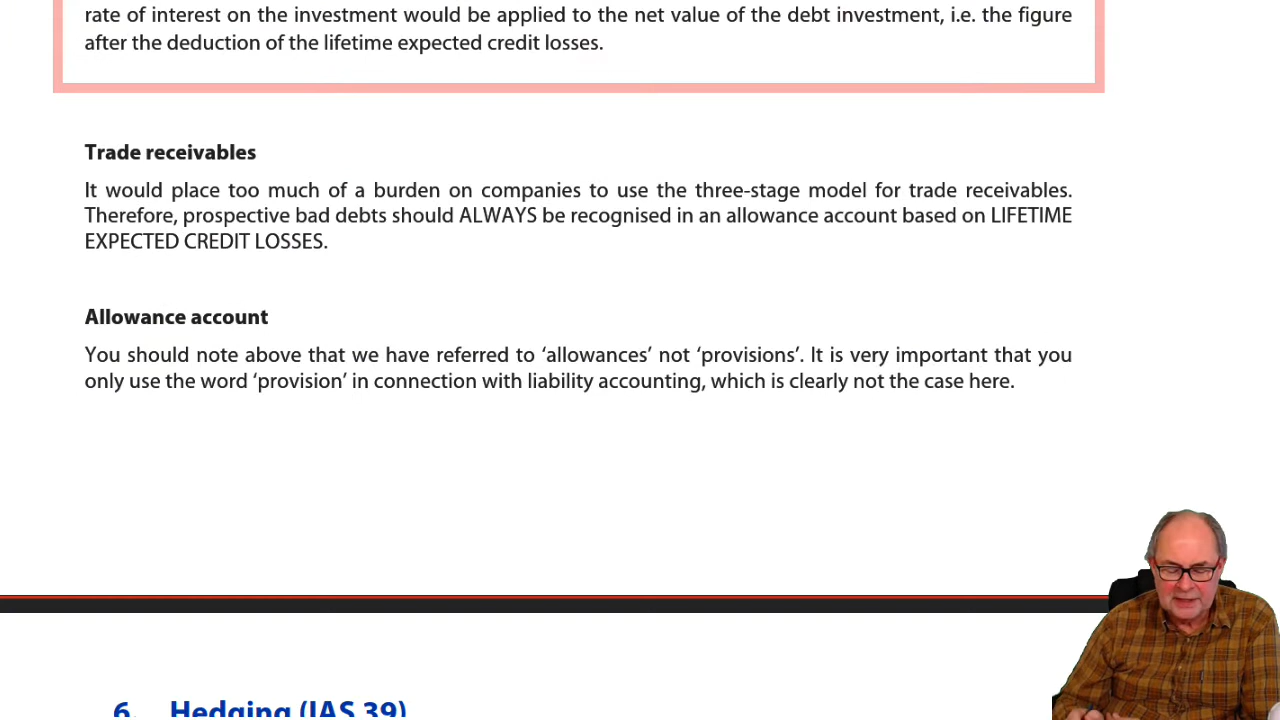 rate of interest on the investment would be applied to the net value of the debt investment, i.e. the figure
after the deduction of the lifetime expected credit losses.
Trade receivables
It would place too much of a burden on companies to use the three-stage model for trade receivables.
Therefore, prospective bad debts should ALWAYS be recognised in an allowance account based on LIFETIME
EXPECTED CREDIT LOSSES.
Allowance account
You should note above that we have referred to ‘allowances’ not ‘provisions’. It is very important that you
only use the word ‘provision’ in connection with liability accounting, which is clearly not the case here.
6. Hedging (IAS 39)